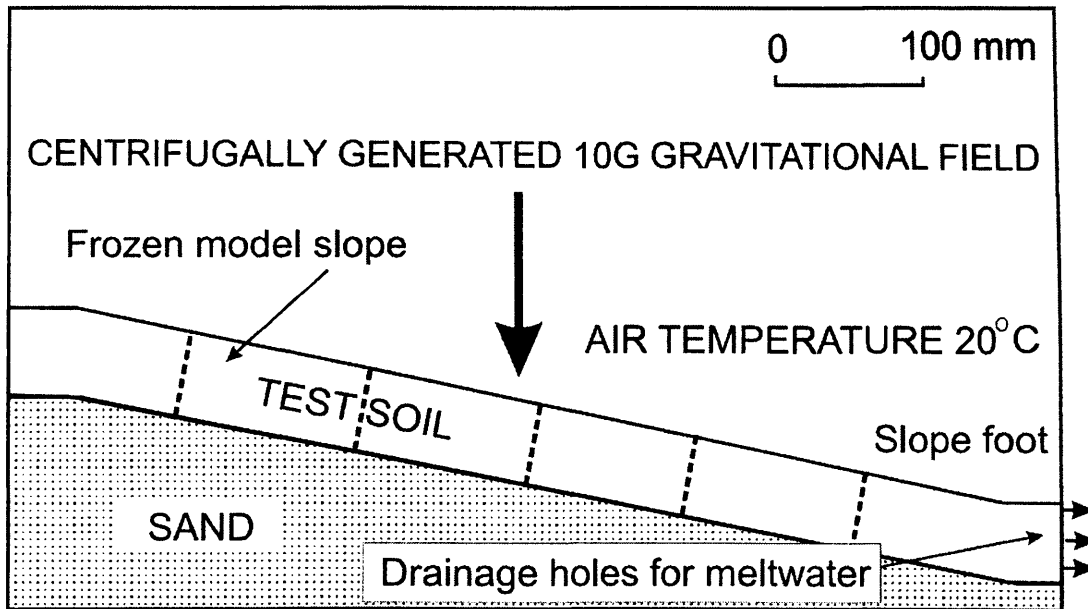 0 100 mm
CENTRIFUGALLY GENERATED 10G GRAVITATIONAL FIELD
Frozen model slope
AIR TEMPERATURE 20°C
TEST SOIL
Slope foot
SAND
Drainage holes for meltwater